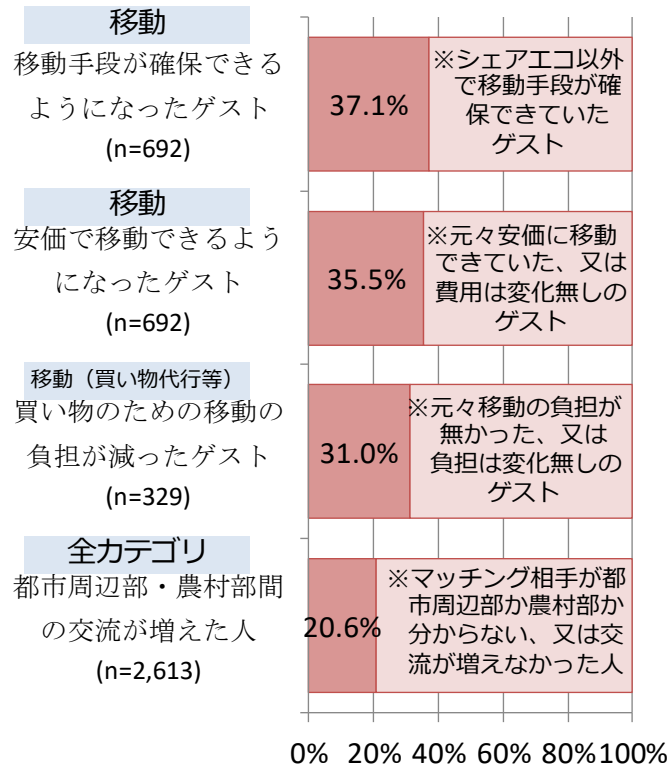 移動
移動手段が確保できる
ようになったゲスト
(n=692)
37.1%
※シェアエコ以外
で移動手段が確
保できていた
ゲスト
移動
安価で移動できるよう
になったゲスト
(n=692)
35.5%
※元々安価に移動
できていた、又は
費用は変化無しの
ゲスト
移動（買い物代行等）
買い物のための移動の
負担が減ったゲスト
(n=329)
31.0%
※元々移動の負担が
無かった、又は
負担は変化無しの
ゲスト
全カテゴリ
都市周辺部・農村部間
の交流が増えた人
(n=2,613)
20.6%
※マッチング相手が都
市周辺部か農村部か
分からない、又は交
流が増えなかった人
0% 20% 40% 60% 80% 100%